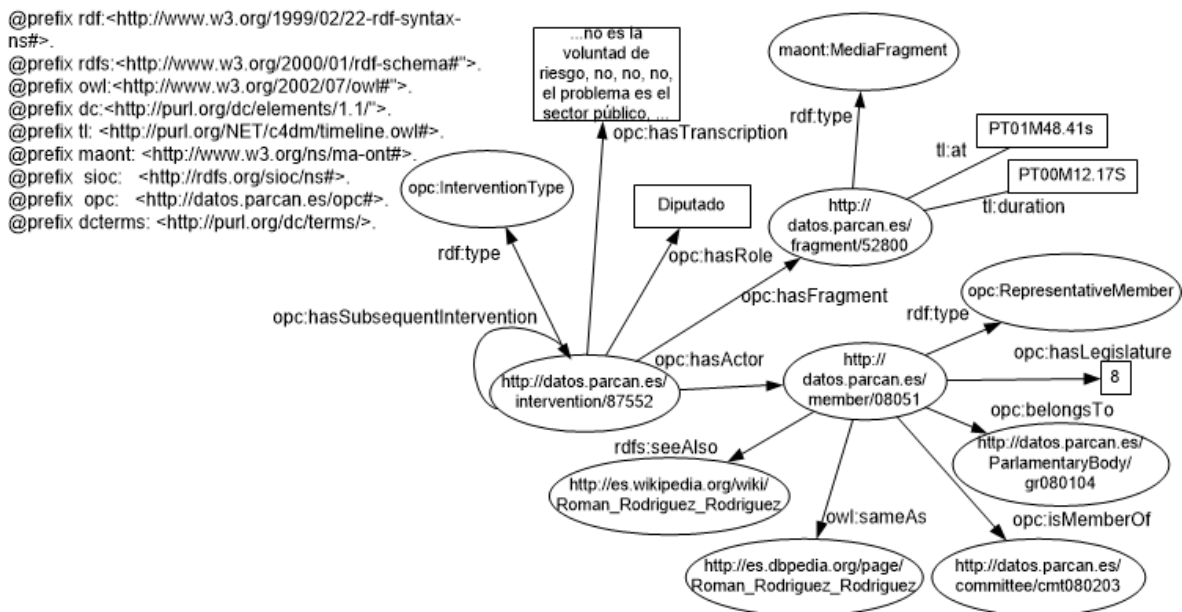 @prefix rdf:<http://www.w3.org/1999/02/22-rdf-syntax-
ns#>.
@prefix rdfs:<http://www.w3.org/2000/01/rdf-schema#">.
@prefix owl:<http://www.w3.org/2002/07/owl#">.
@prefix dc:<http://purl.org/dc/elements/1.1/">.
@prefix tl: <http://purl.org/NET/c4dm/timeline.owl#>.
@prefix maont: <http://www.w3.org/ns/ma-ont#>.
@prefix sioc: <http://rdfs.org/sioc/ns#>.
@prefix opc: <http://datos.parcan.es/opc#>.
@prefix dcterms: <http://purl.org/dc/terms/>.
...no es la
voluntad de
riesgo, no, no, no,
el problema es el
sector público, ...
opc:hasTranscription
maont:MediaFragment
rdf:type
PT01M48.41s
tl:at
PT00M12.17S
tl:duration
http://
datos.parcan.es/
fragment/52800
opc:InterventionType
rdf:type
Diputado
opc:hasRole
opc:hasFragment
opc:hasSubsequentIntervention
http://datos.parcan.es/
intervention/87552
opc:hasActor
http://
datos.parcan.es/
member/08051
opc:RepresentativeMember
rdf:type
opc:hasLegislature
8
opc:belongsTo
http://datos.parcan.es/
ParlamentaryBody/
gr080104
rdfs:seeAlso
http://es.wikipedia.org/wiki/
Roman_Rodriguez_Rodriguez
owl:sameAs
http://es.dbpedia.org/page/
Roman_Rodriguez_Rodriguez
opc:isMemberOf
http://datos.parcan.es/
committee/cmt080203